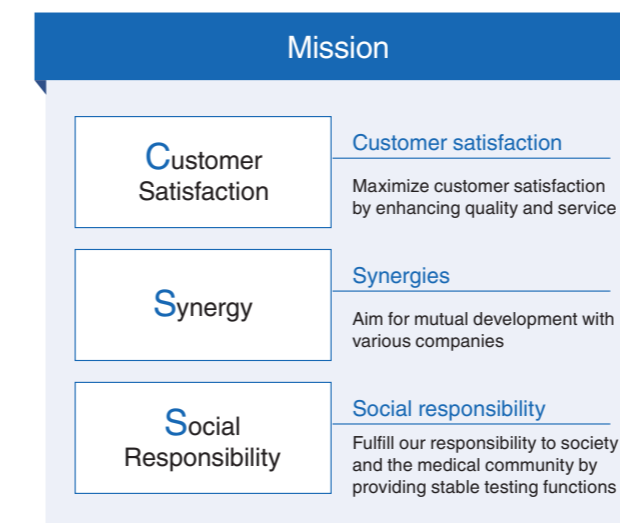 Mission
Customer
Satisfaction
Customer satisfaction
Maximize customer satisfaction
by enhancing quality and service
Synergy
Synergies
Aim for mutual development with
various companies
Social
Responsibility
Social responsibility
Fulfill our responsibility to society
and the medical community by
providing stable testing functions